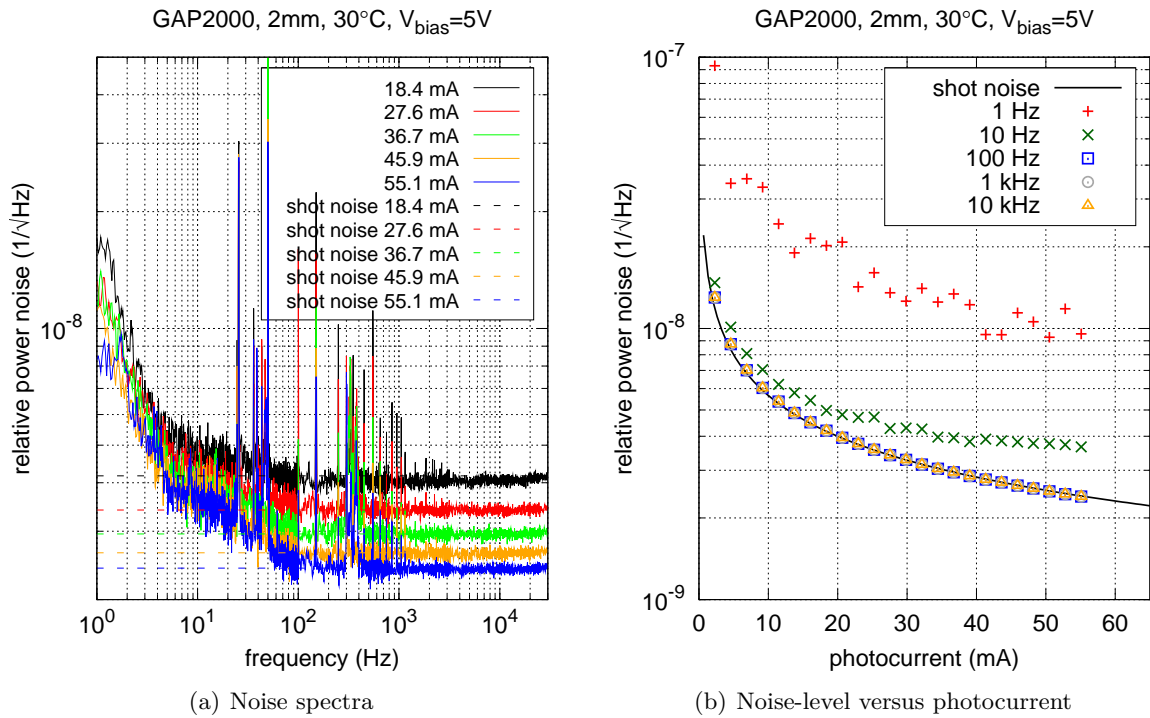 GAP2000, 2mm, 30°C, V_bias=5V
relative power noise (1/√Hz)
10^-8
18.4 mA
27.6 mA
36.7 mA
45.9 mA
55.1 mA
shot noise 18.4 mA
shot noise 27.6 mA
shot noise 36.7 mA
shot noise 45.9 mA
shot noise 55.1 mA
10^0 10^1 10^2 10^3 10^4
frequency (Hz)
(a) Noise spectra
GAP2000, 2mm, 30°C, V_bias=5V
relative power noise (1/√Hz)
10^-7
10^-8
10^-9
shot noise
1 Hz
10 Hz
100 Hz
1 kHz
10 kHz
0 10 20 30 40 50 60
photocurrent (mA)
(b) Noise-level versus photocurrent